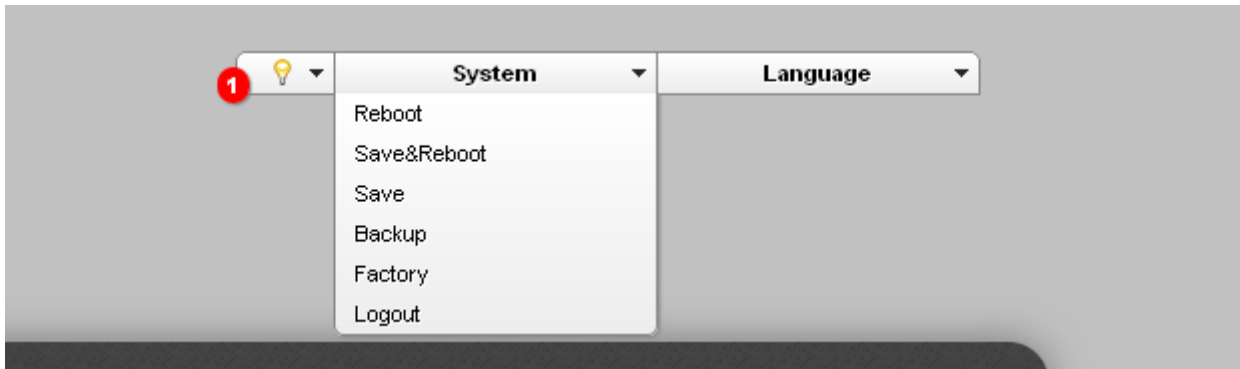 1
System
Language
Reboot
Save&Reboot
Save
Backup
Factory
Logout